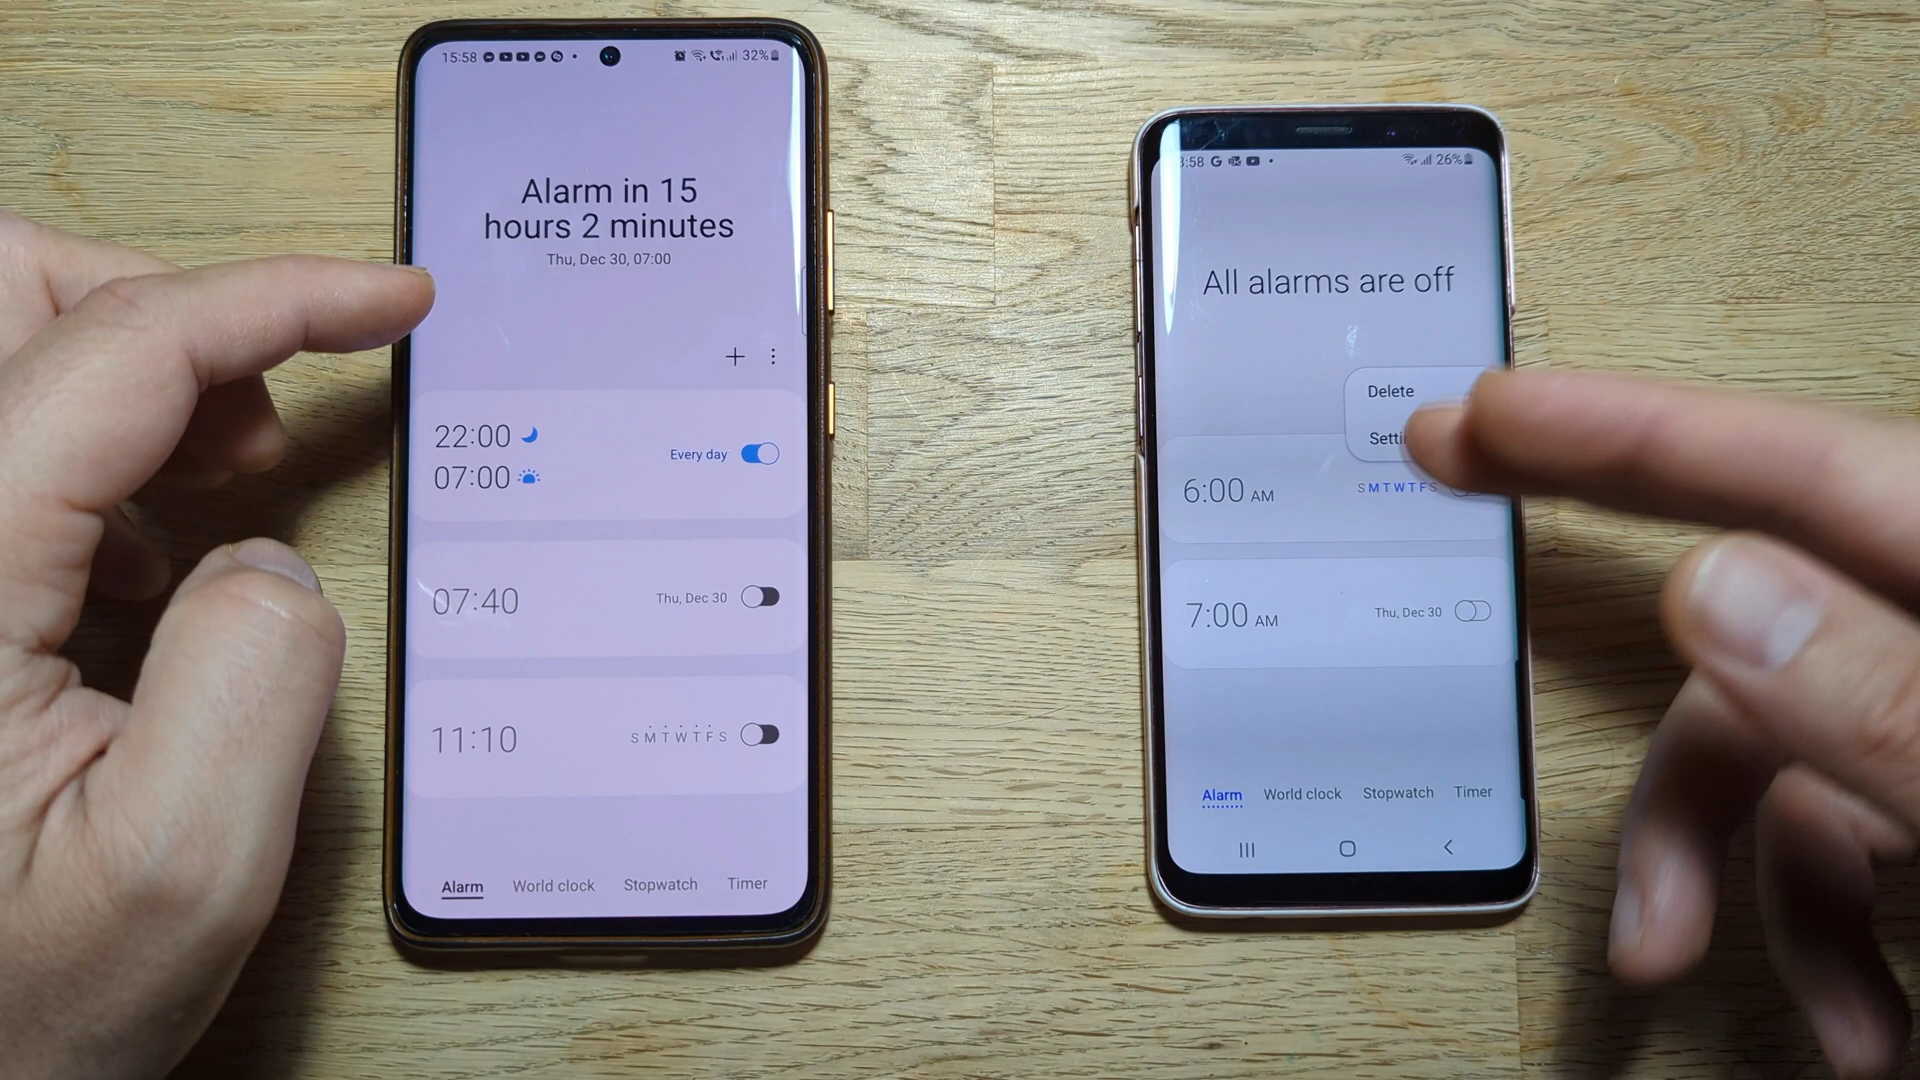 15:58
32%
Alarm in 15
hours 2 minutes
Thu, Dec 30, 07:00
22:00
07:00
Every day
07:40
Thu, Dec 30
11:10
S M T W T F S
Alarm World clock Stopwatch Timer
:58 G
26%
All alarms are off
Delete
Setti
6:00 AM
S M T W T F S
7:00 AM
Thu, Dec 30
Alarm World clock Stopwatch Timer